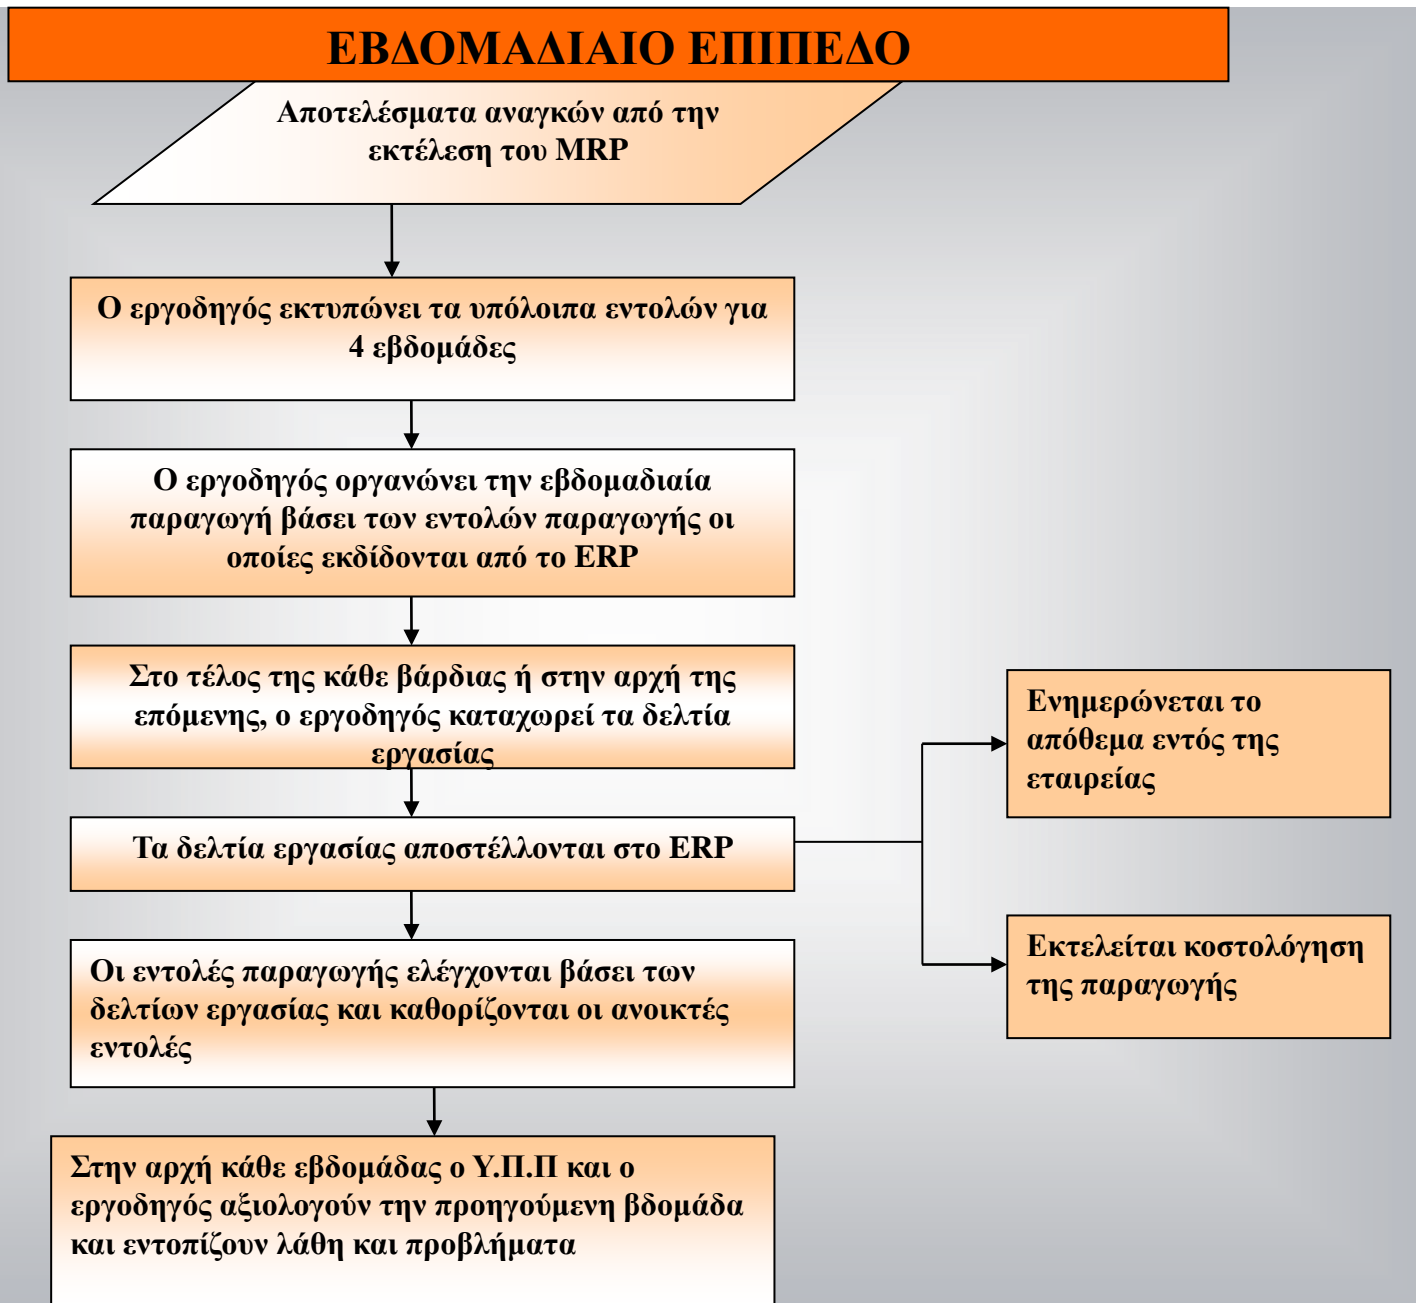 ΕΒΔΟΜΑΔΙΑΙΟ ΕΠΙΠΕΔΟ
Αποτελέσματα αναγκών από την
εκτέλεση του MRP
Ο εργοδηγός εκτυπώνει τα υπόλοιπα εντολών για
4 εβδομάδες
Ο εργοδηγός οργανώνει την εβδομαδιαία
παραγωγή βάσει των εντολών παραγωγής οι
οποίες εκδίδονται από το ERP
Στο τέλος της κάθε βάρδιας ή στην αρχή της
επόμενης, ο εργοδηγός καταχωρεί τα δελτία
εργασίας
Τα δελτία εργασίας αποστέλλονται στο ERP
Ενημερώνεται το
απόθεμα εντός της
εταιρείας
Εκτελείται κοστολόγηση
της παραγωγής
Οι εντολές παραγωγής ελέγχονται βάσει των
δελτίων εργασίας και καθορίζονται οι ανοικτές
εντολές
Στην αρχή κάθε εβδομάδας ο Υ.Π.Π και ο
εργοδηγός αξιολογούν την προηγούμενη βδομάδα
και εντοπίζουν λάθη και προβλήματα